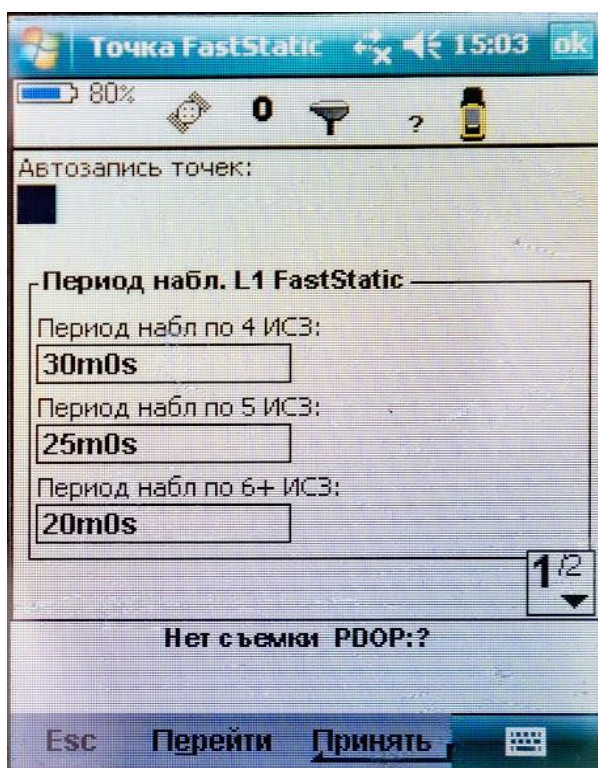 Точка FastStatic 15:03 ok
80% 0 ?
Автозапись точек:
Период набл. L1 FastStatic
Период набл по 4 ИСЗ:
30m0s
Период набл по 5 ИСЗ:
25m0s
Период набл по 6+ ИСЗ:
20m0s
1/2
Нет съемки PDOP:?
Esc Перейти Принять